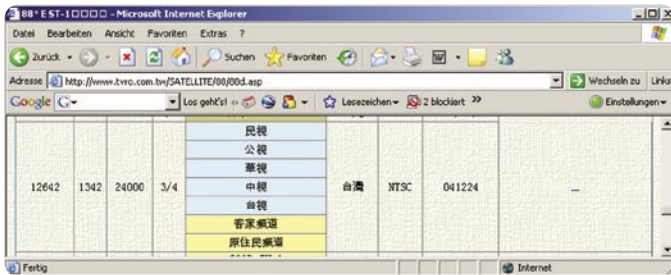 88°E ST-1□□□□ - Microsoft Internet Explorer
Datei Bearbeiten Ansicht Favoriten Extras ?
Zurück Suchen Favoriten
Adresse http://www.tvro.com.tw/SATELLITE/88/88d.asp Wechseln zu Links
Google G Los geht's! Lesezeichen 2 blockiert Einstellungen
民視
公視
華視
12642 1342 24000 3/4 中視 台灣 NTSC 041224 —
台視
客家頻道
原住民頻道
Fertig Internet